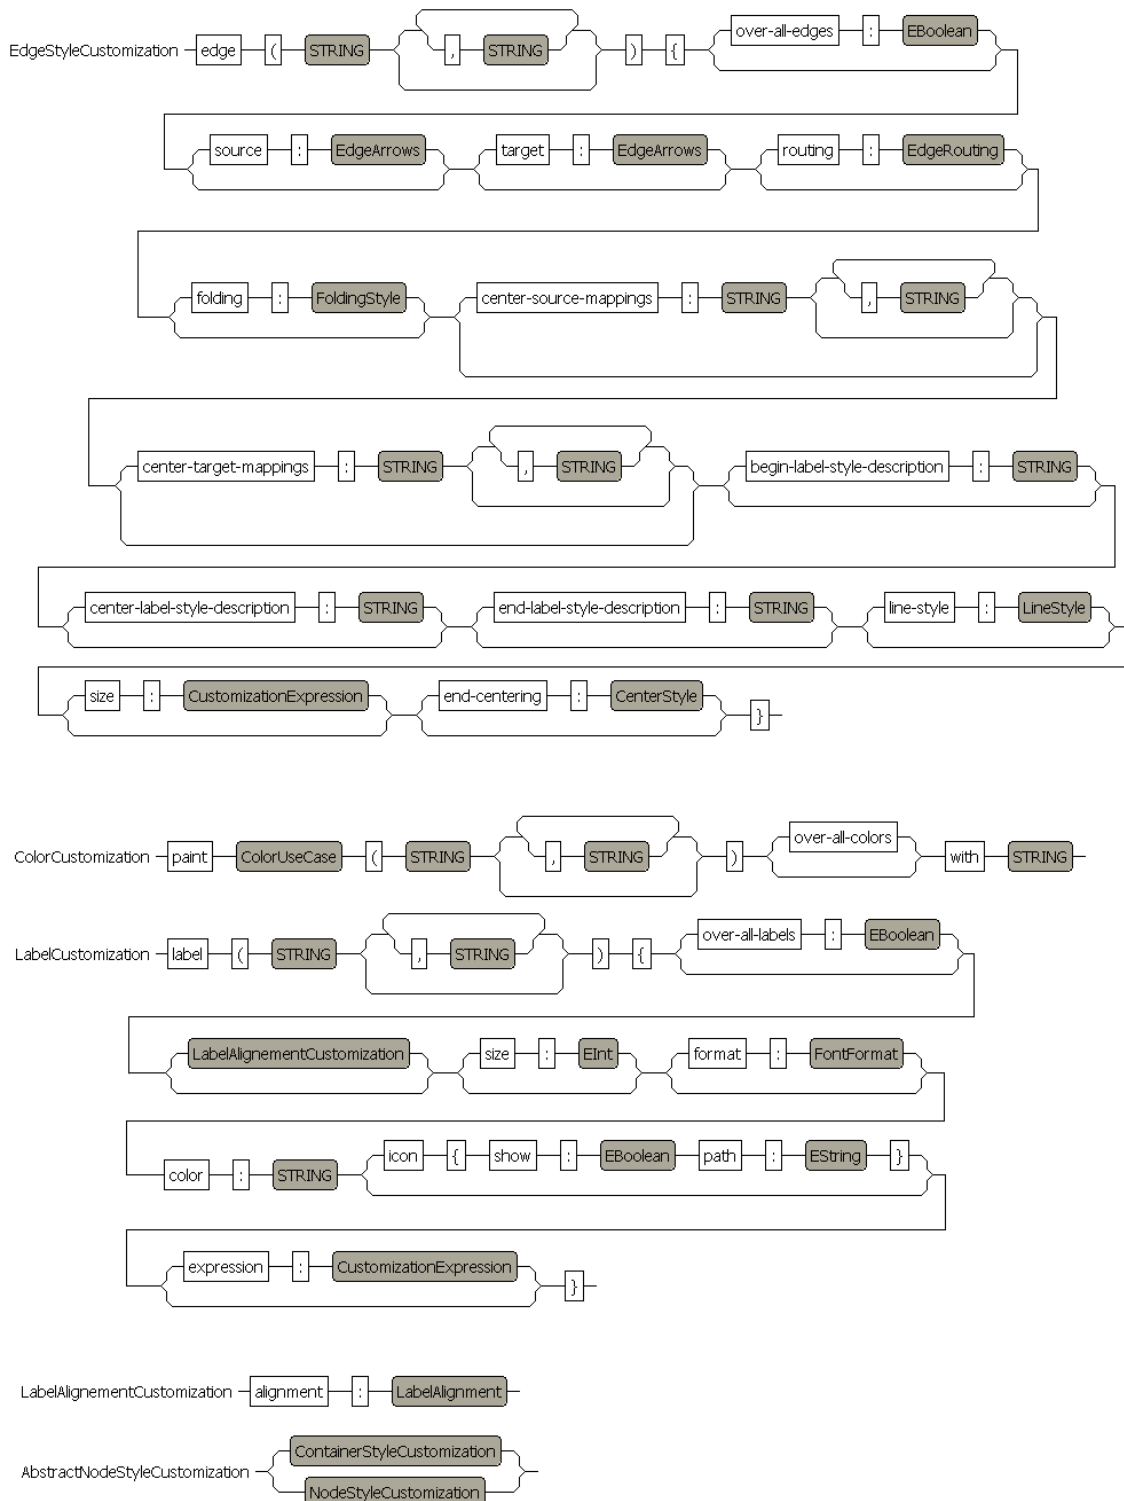 EdgeStyleCustomization edge ( STRING , STRING ) { over-all-edges : EBoolean
source : EdgeArrows target : EdgeArrows routing : EdgeRouting
folding : FoldingStyle center-source-mappings : STRING , STRING
center-target-mappings : STRING , STRING begin-label-style-description : STRING
center-label-style-description : STRING end-label-style-description : STRING line-style : LineStyle
size : CustomizationExpression end-centering : CenterStyle }
ColorCustomization paint ColorUseCase ( STRING , STRING ) over-all-colors with STRING
LabelCustomization label ( STRING , STRING ) { over-all-labels : EBoolean
LabelAlignementCustomization size : EInt format : FontFormat
color : STRING icon { show : EBoolean path : EString }
expression : CustomizationExpression }
LabelAlignementCustomization alignment : LabelAlignment
AbstractNodeStyleCustomization ContainerStyleCustomization
NodeStyleCustomization